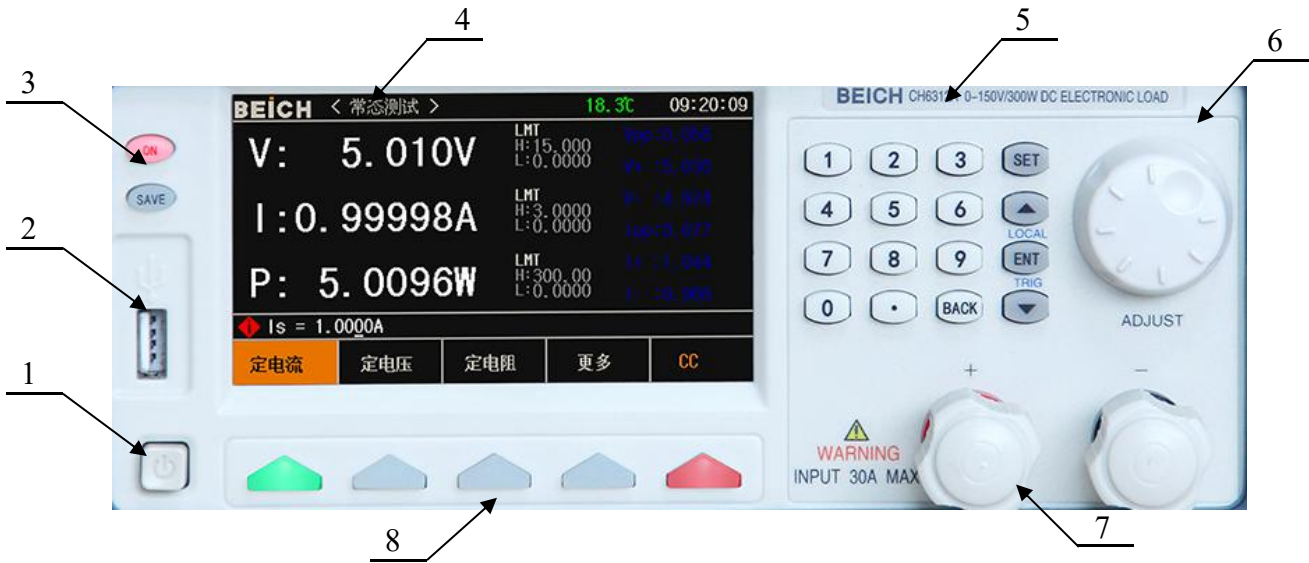 4
5
6
3
BEICH < 常态测试 > 18.3℃ 09:20:09
BEICH 0-150V/300W DC ELECTRONIC LOAD
ON
SAVE
V: 5.010V
LMT
H:15.000
L:0.0000
I:0.99998A
LMT
H:3.0000
L:0.0000
P: 5.0096W
LMT
H:300.00
L:0.0000
Is = 1.0000A
定电流 定电压 定电阻 更多 CC
1 2 3 SET
4 5 6
LOCAL
7 8 9 ENT
TRIG
0 . BACK
ADJUST
+ -
WARNING
INPUT 30A MAX
2
1
8
7